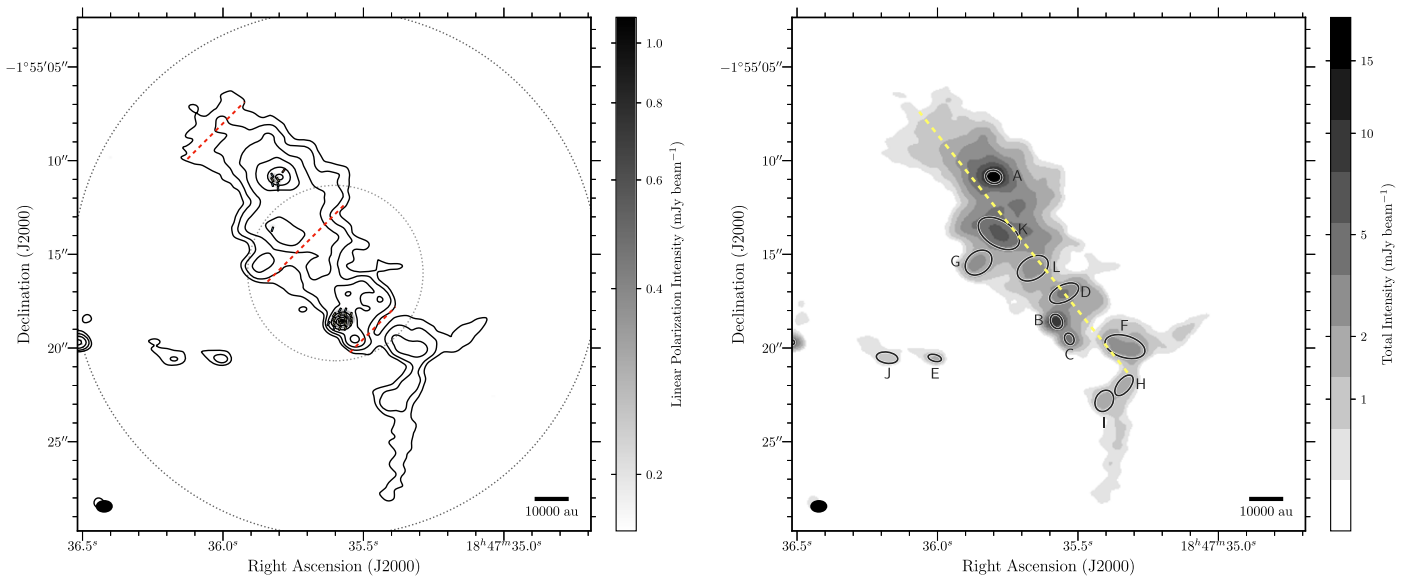 −1°55′05″
10″
15″
20″
25″
Declination (J2000)
36.5ˢ
36.0ˢ
35.5ˢ
18ʰ47ᵐ35.0ˢ
Right Ascension (J2000)
10000 au
1.0
0.8
0.6
0.4
0.2
Linear Polarization Intensity (mJy beam⁻¹)
−1°55′05″
10″
15″
20″
25″
Declination (J2000)
A
K
G
L
D
B
C
F
J
E
H
I
36.5ˢ
36.0ˢ
35.5ˢ
18ʰ47ᵐ35.0ˢ
Right Ascension (J2000)
10000 au
15
10
5
2
1
Total Intensity (mJy beam⁻¹)